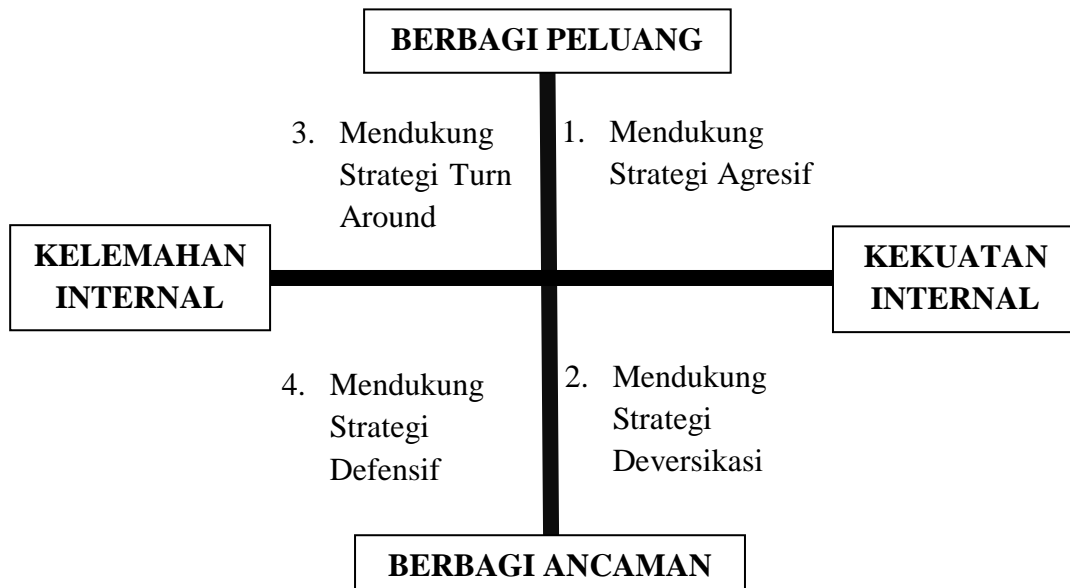 BERBAGI PELUANG
3. Mendukung
Strategi Turn
Around
1. Mendukung
Strategi Agresif
KELEMAHAN
INTERNAL
KEKUATAN
INTERNAL
4. Mendukung
Strategi
Defensif
2. Mendukung
Strategi
Deversikasi
BERBAGI ANCAMAN